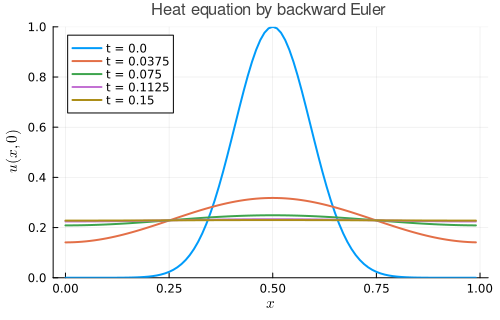 Heat equation by backward Euler
1.0
t = 0.0
t = 0.0375
t = 0.075
t = 0.1125
t = 0.15
0.8
0.6
u(x, 0)
0.4
0.2
0.0
0.00 0.25 0.50 0.75 1.00
x